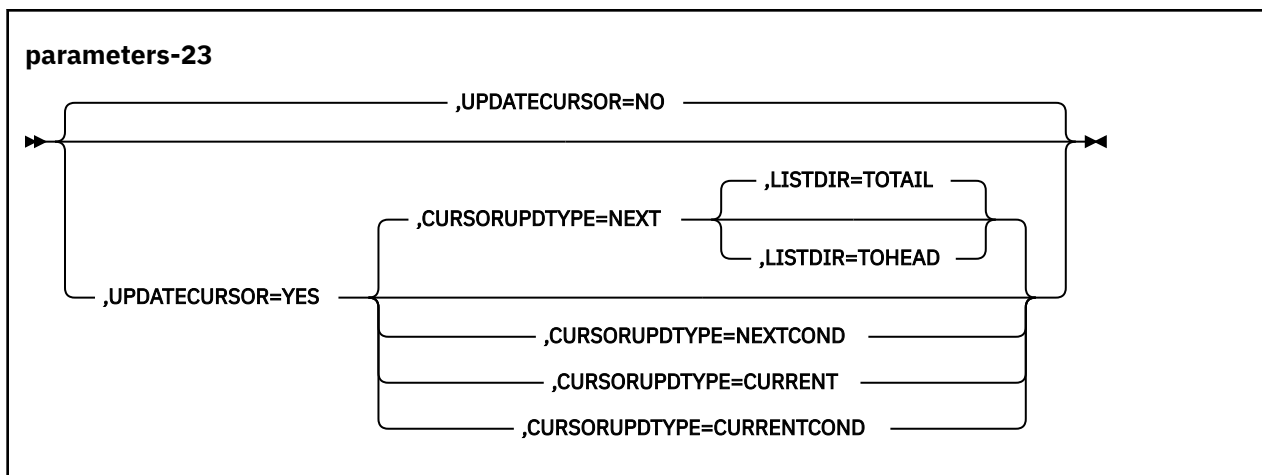 parameters-23
,UPDATECURSOR=NO
,LISTDIR=TOTAIL
,CURSORUPDTYPE=NEXT
,LISTDIR=TOHEAD
,UPDATECURSOR=YES
,CURSORUPDTYPE=NEXTCOND
,CURSORUPDTYPE=CURRENT
,CURSORUPDTYPE=CURRENTCOND